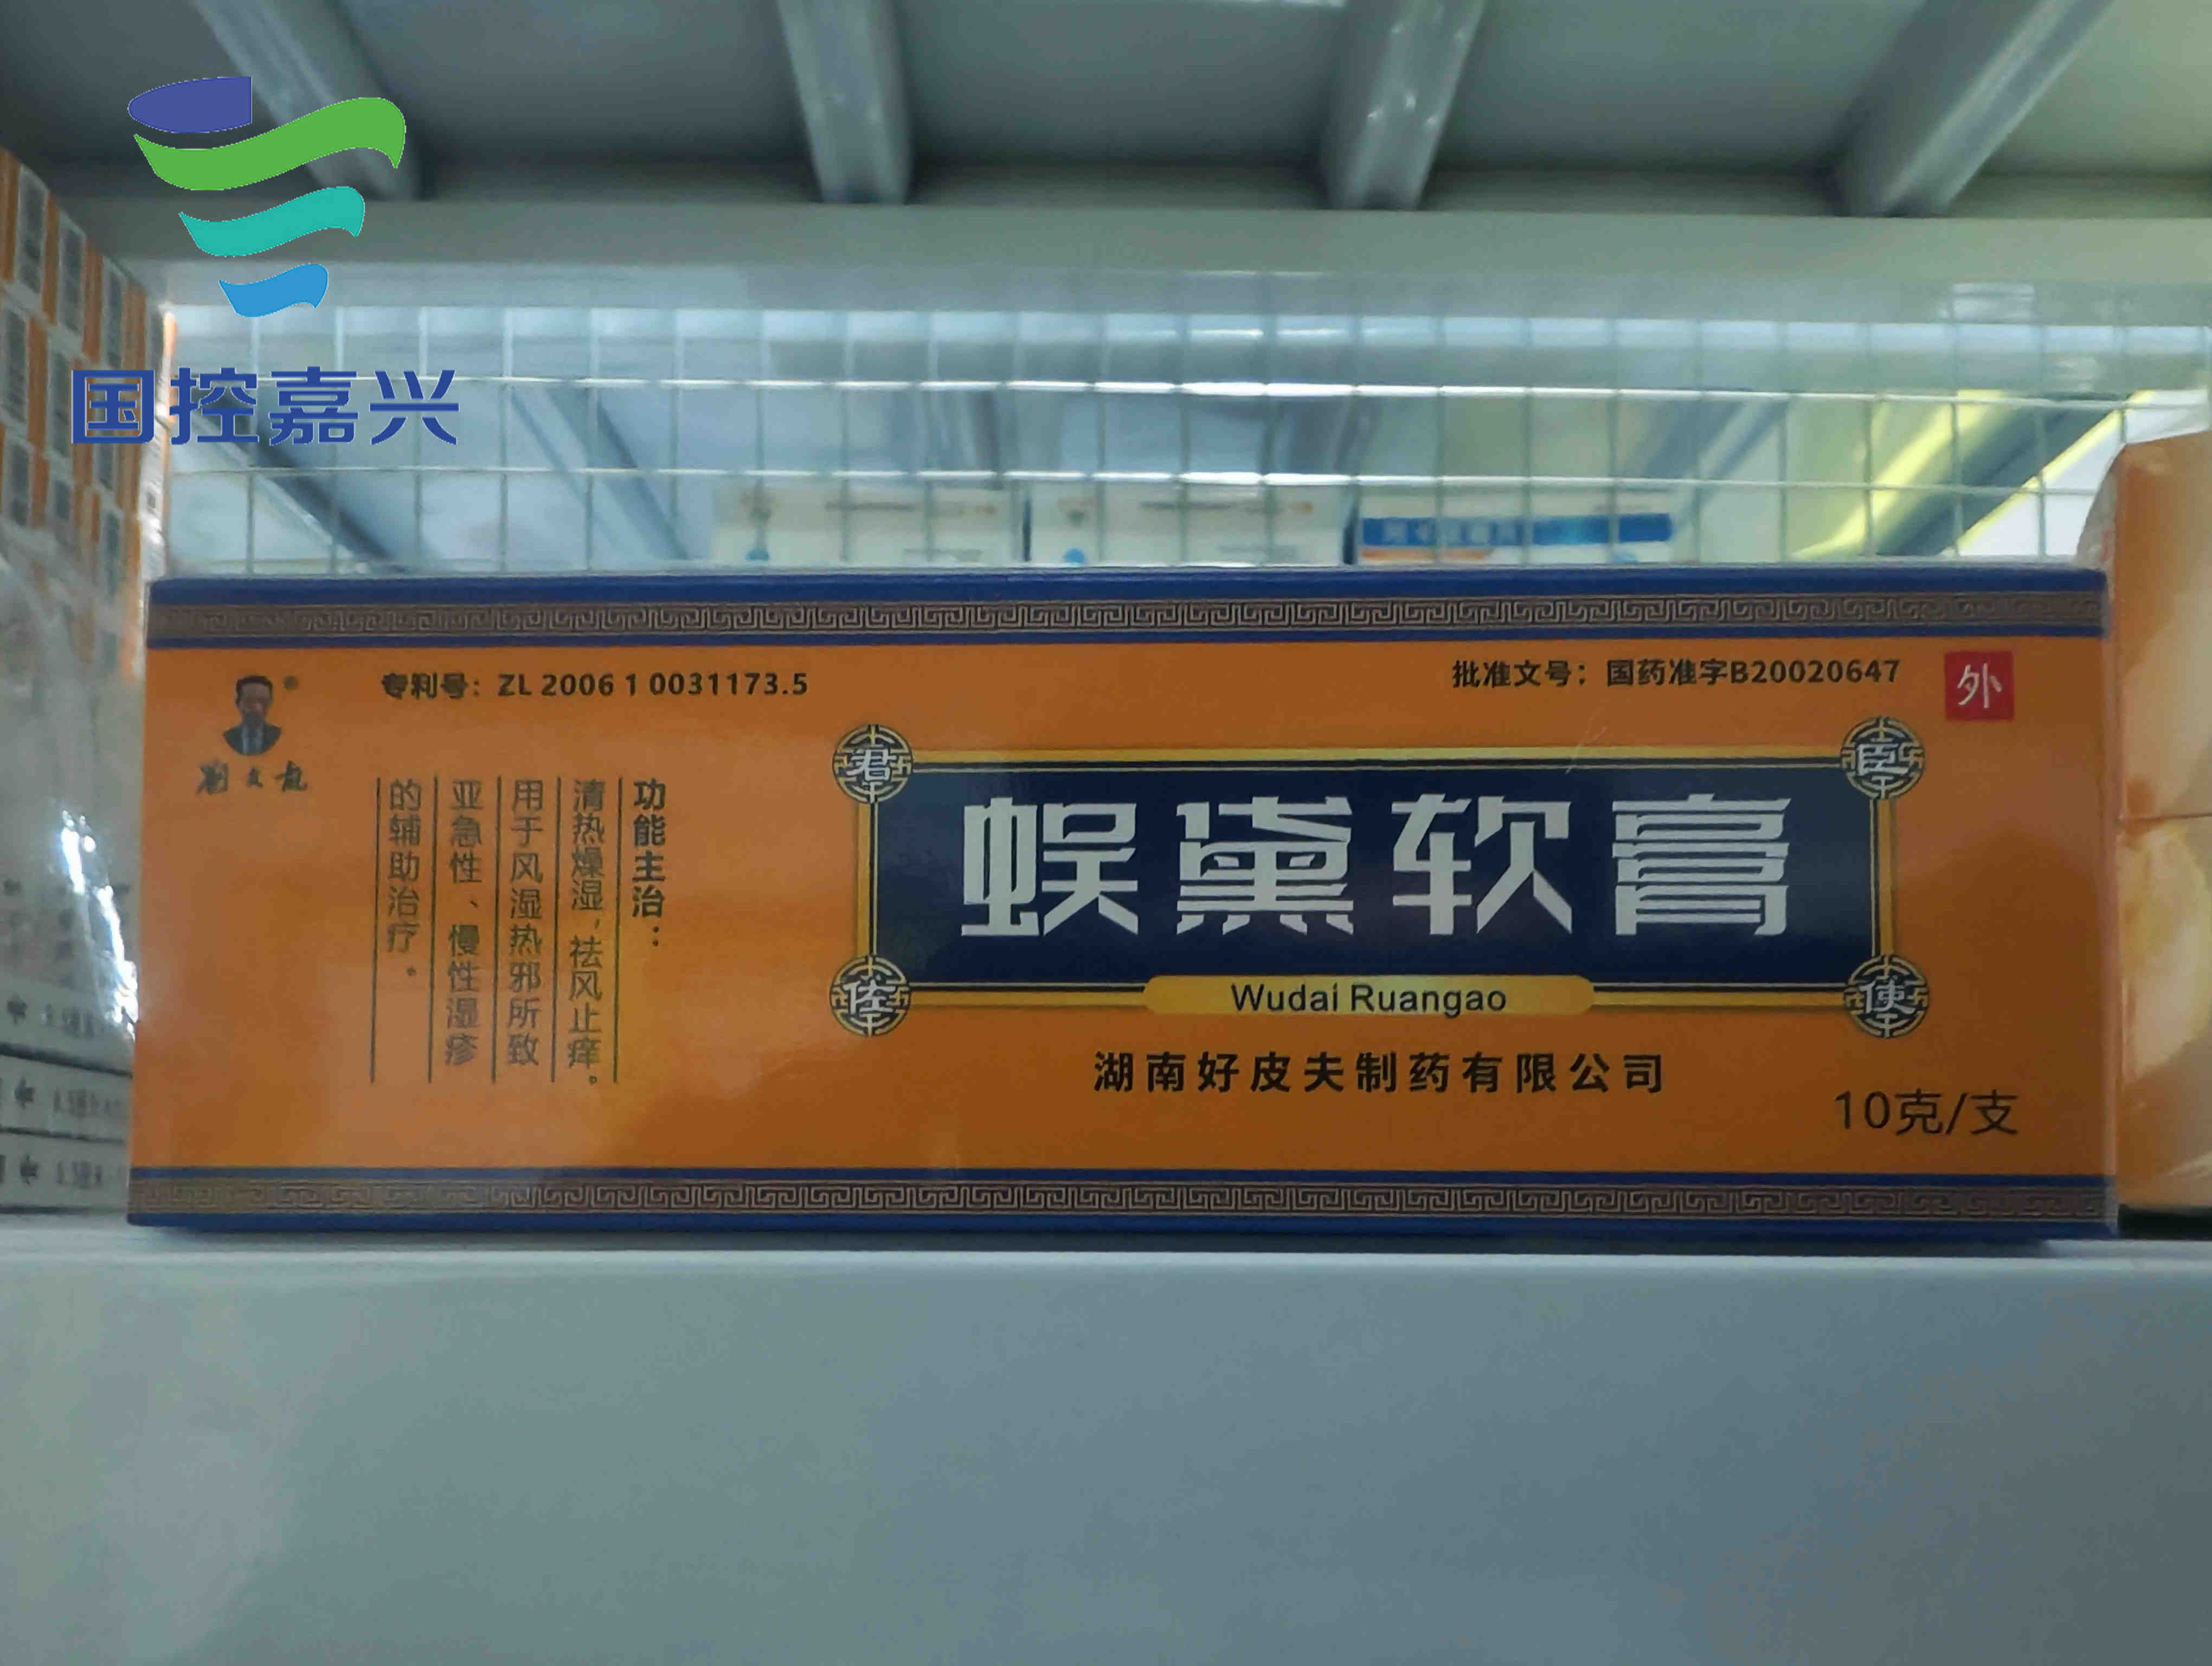 国控嘉兴
专利号：ZL 2006 1 0031173.5
批准文号：国药准字B20020647
外
劉文龍
功能主治：
清热燥湿，祛风止痒。
用于风湿热邪所致
亚急性、慢性湿疹
的辅助治疗。
君
臣
蜈黛软膏
佐
使
Wudai Ruangao
湖南好皮夫制药有限公司
10克/支